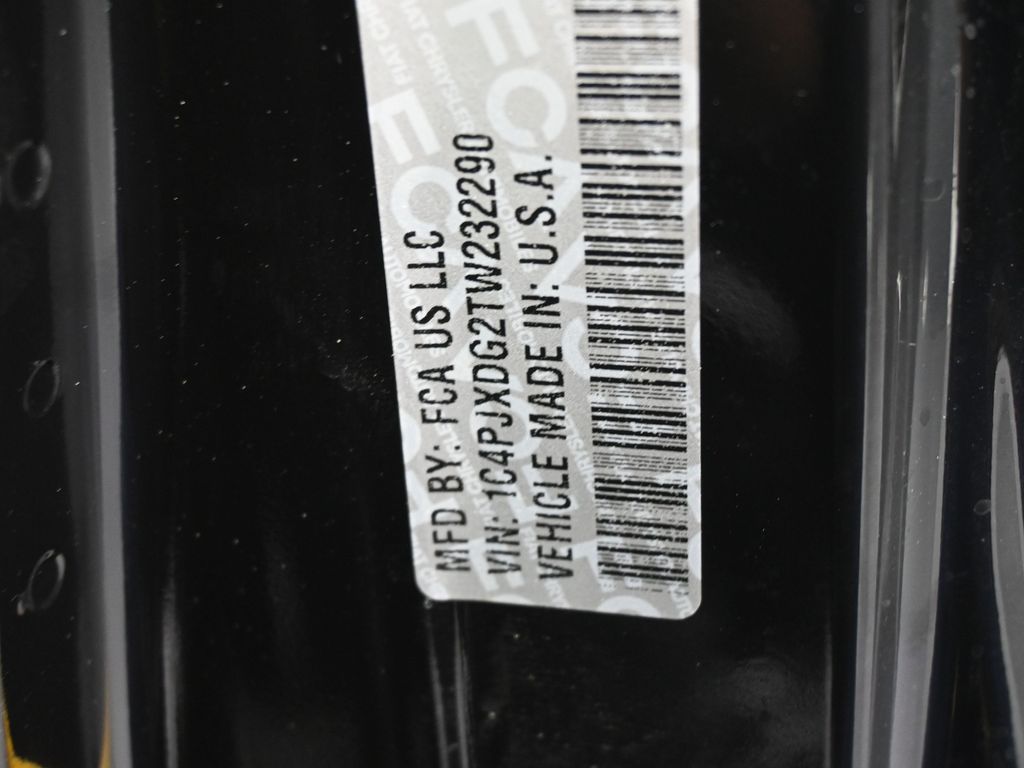 MFD BY: FCA US LLC
VIN: 1C4PJXDG2TW232290
VEHICLE MADE IN: U.S.A.